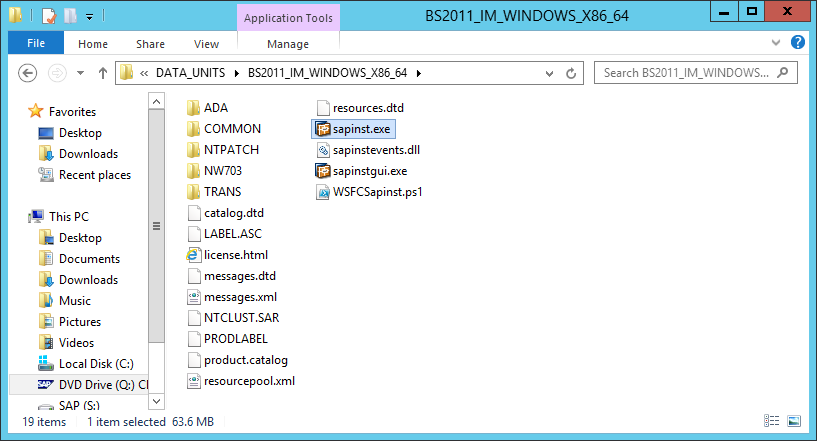 Application Tools
BS2011_IM_WINDOWS_X86_64
File
Home
Share
View
Manage
« DATA_UNITS BS2011_IM_WINDOWS_X86_64
Search BS2011_IM_WINDOWS...
Favorites
Desktop
Downloads
Recent places
This PC
Desktop
Documents
Downloads
Music
Pictures
Videos
Local Disk (C:)
SAP
DVD Drive (Q:) Cl
SAP (S:)
ADA
COMMON
NTPATCH
NW703
TRANS
catalog.dtd
LABEL.ASC
license.html
messages.dtd
messages.xml
NTCLUST.SAR
PRODLABEL
product.catalog
resourcepool.xml
resources.dtd
sapinst.exe
sapinstevents.dll
sapinstgui.exe
WSFCSapinst.ps1
19 items 1 item selected 63.6 MB